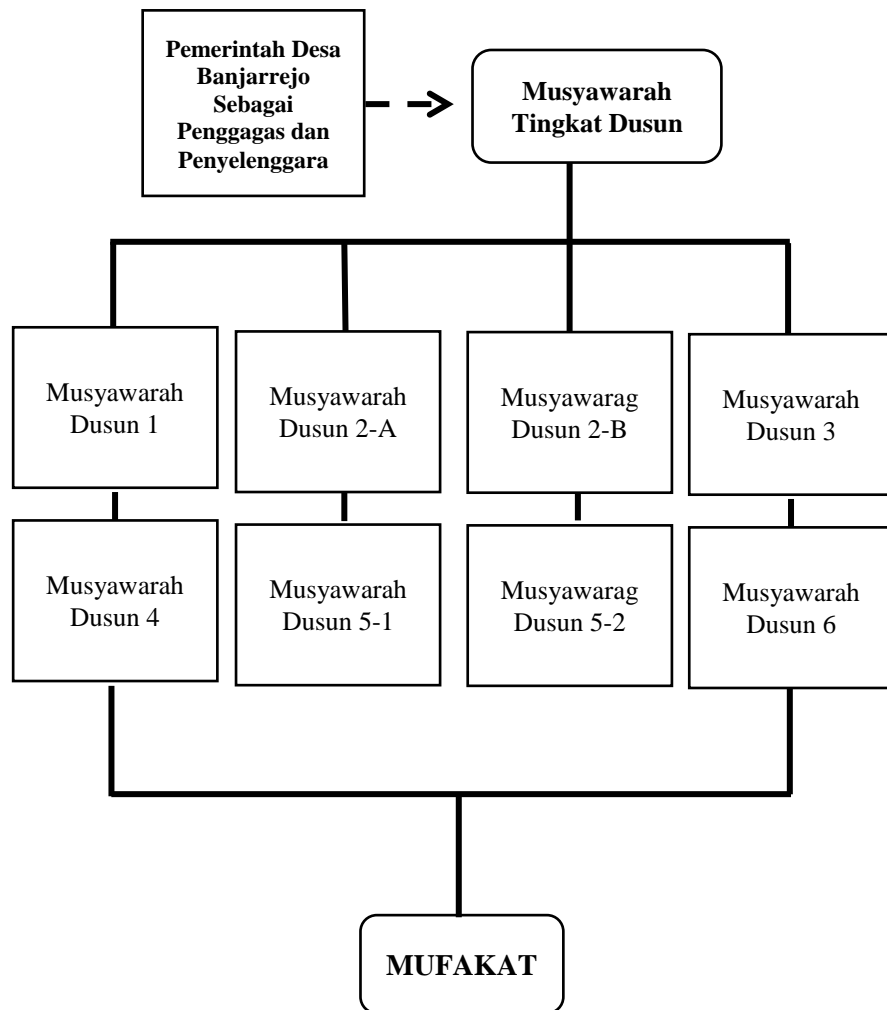 Pemerintah Desa
Banjarrejo
Sebagai
Penggagas dan
Penyelenggara
Musyawarah
Tingkat Dusun
Musyawarah
Dusun 1
Musyawarah
Dusun 2-A
Musyawarag
Dusun 2-B
Musyawarah
Dusun 3
Musyawarah
Dusun 4
Musyawarah
Dusun 5-1
Musyawarag
Dusun 5-2
Musyawarah
Dusun 6
MUFAKAT